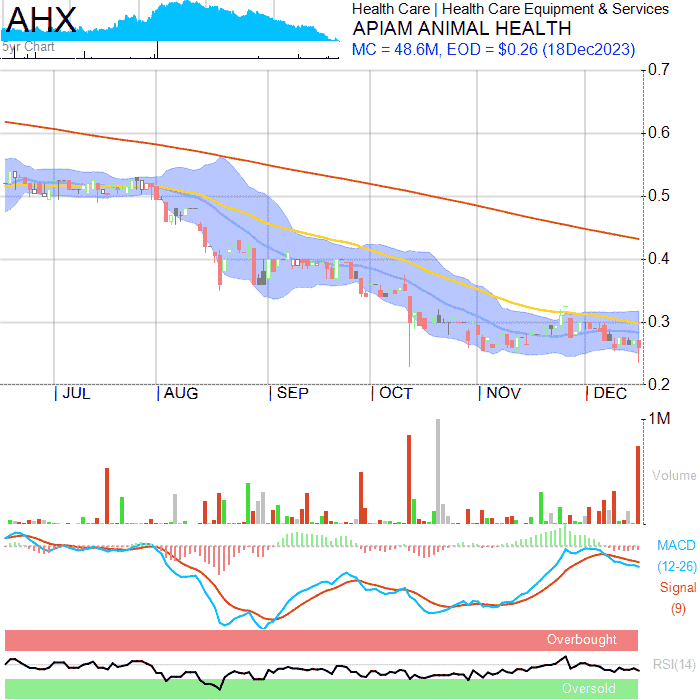 AHX
5yr Chart
Health Care | Health Care Equipment & Services
APIAM ANIMAL HEALTH
MC = 48.6M, EOD = $0.26 (18Dec2023)
0.7
0.6
0.5
0.4
0.3
0.2
| JUL | AUG | SEP | OCT | NOV | DEC
1M
Volume
MACD
(12-26)
Signal
(9)
Overbought
RSI(14)
Oversold